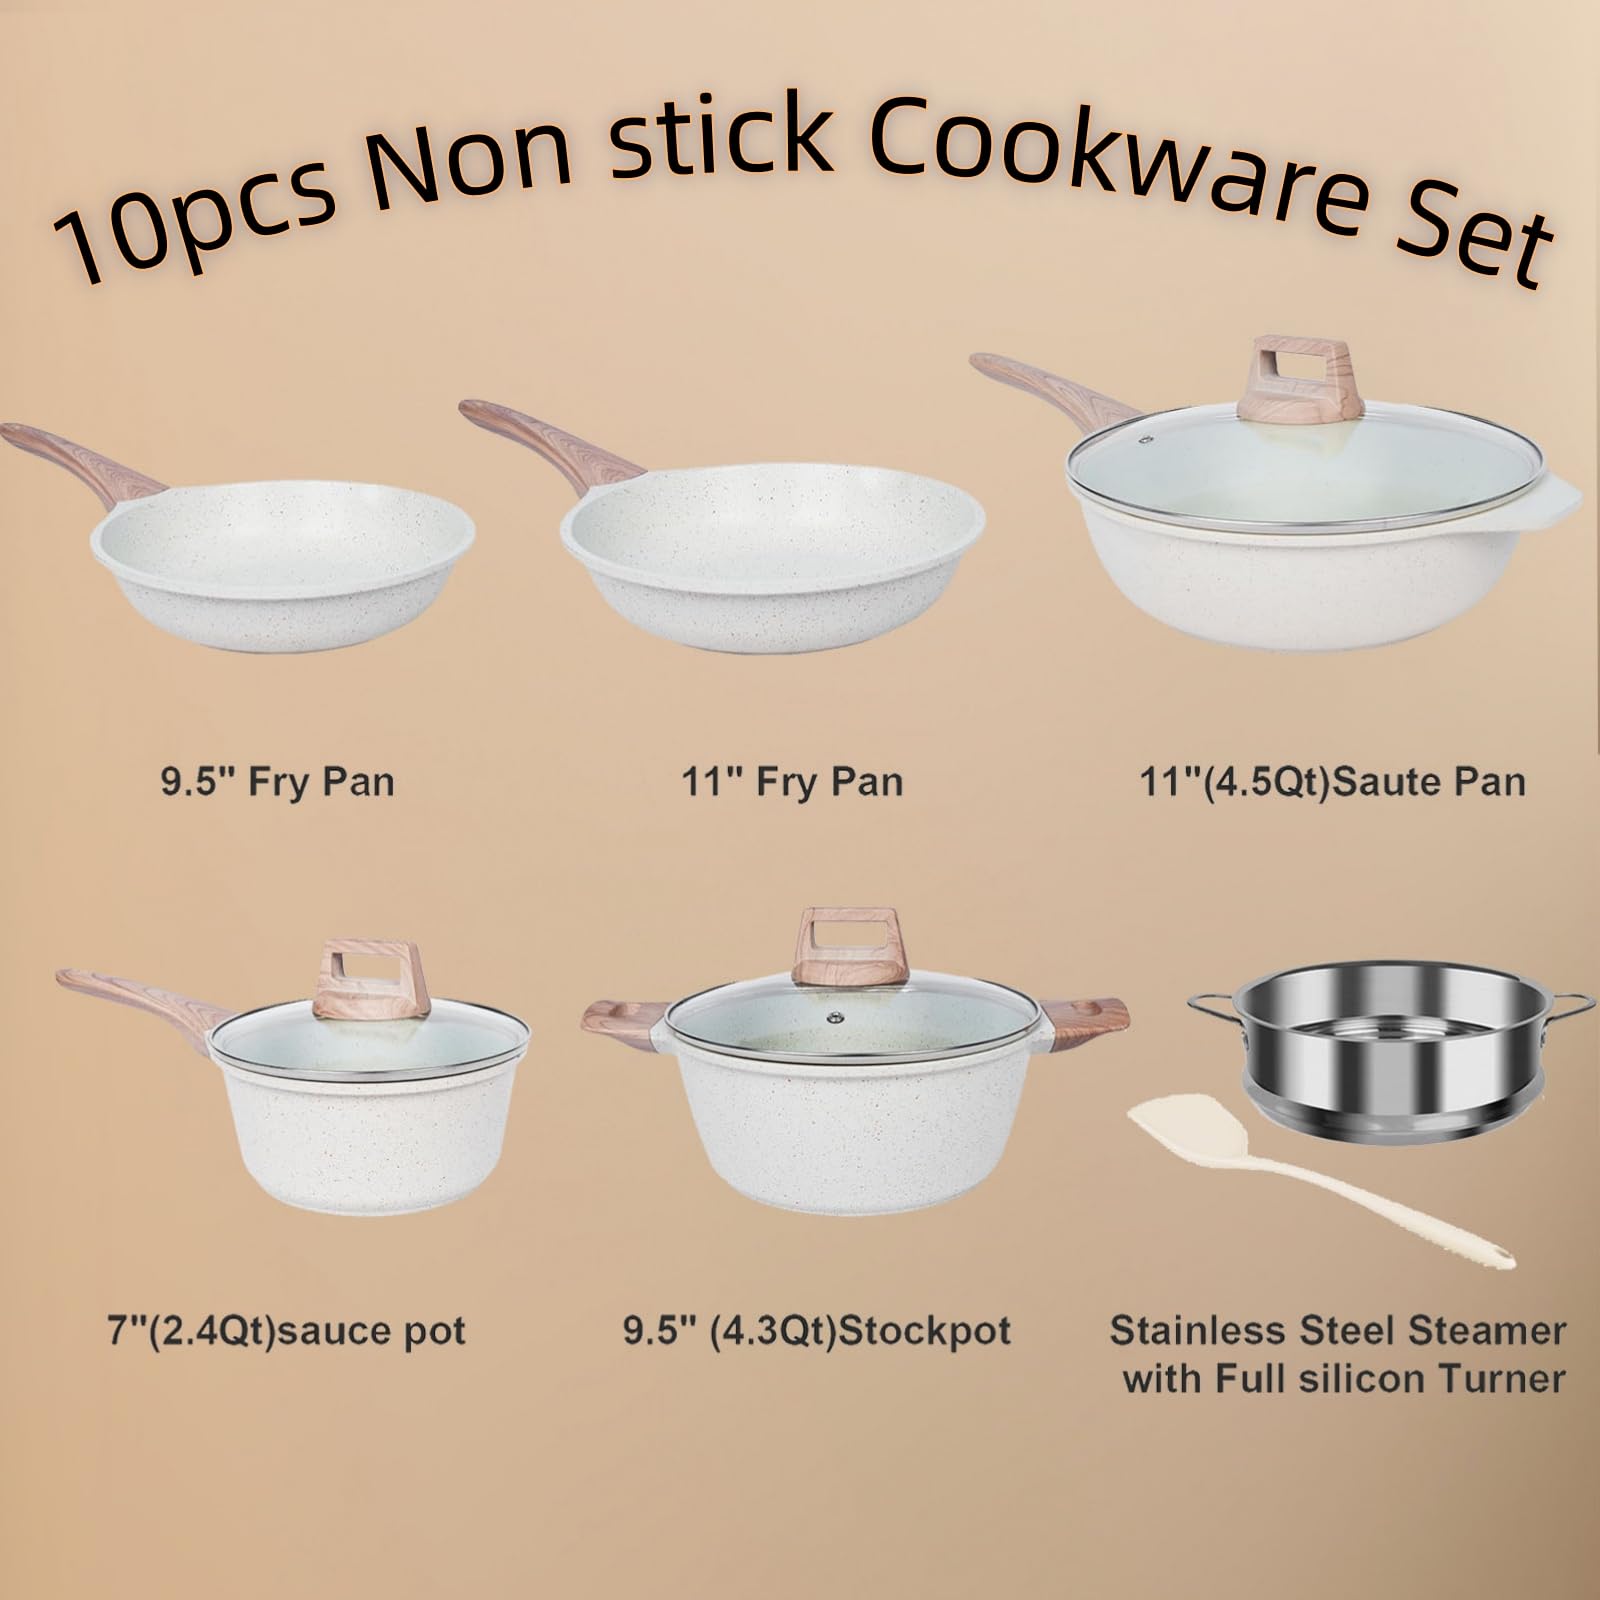 10pcs Non stick Cookware Set
9.5" Fry Pan
11" Fry Pan
11"(4.5Qt)Saute Pan
7"(2.4Qt)sauce pot
9.5" (4.3Qt)Stockpot
Stainless Steel Steamer
with Full silicon Turner